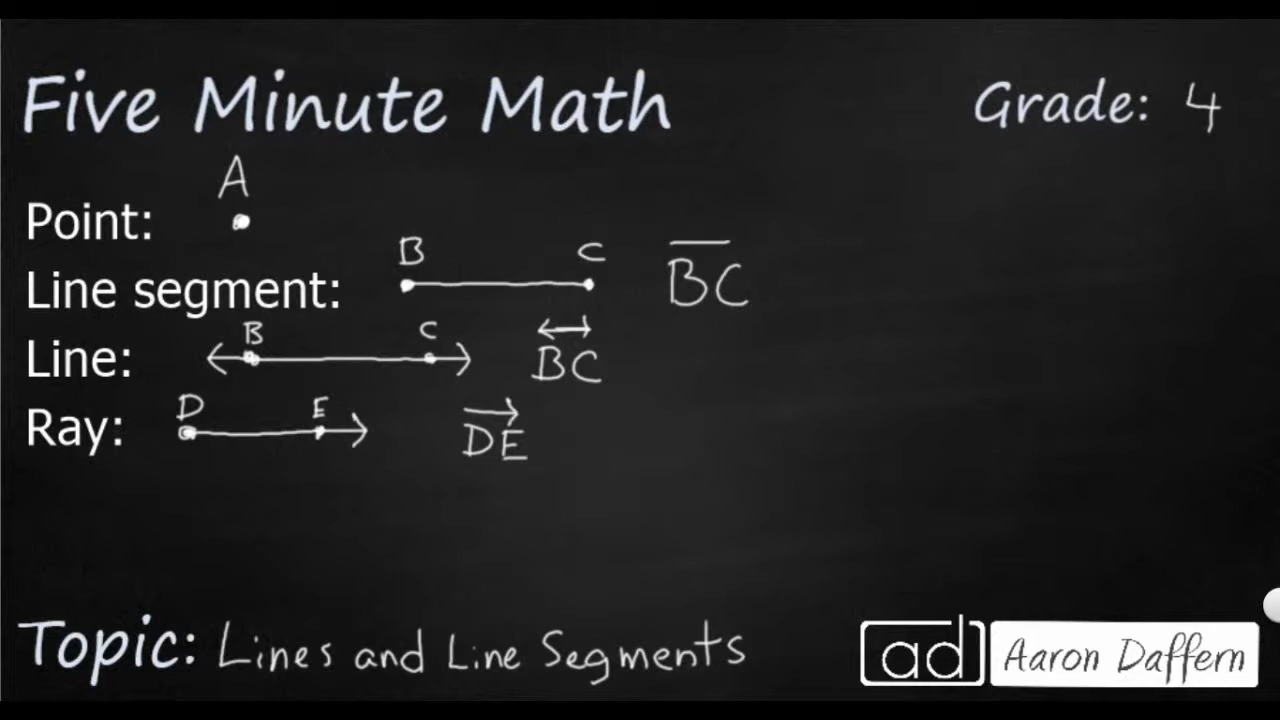 Five Minute Math
Grade: 4
A
Point:
B C BC
Line segment:
B C
Line: BC
D E
Ray: DE
Topic: Lines and Line Segments
ad Aaron Daffern